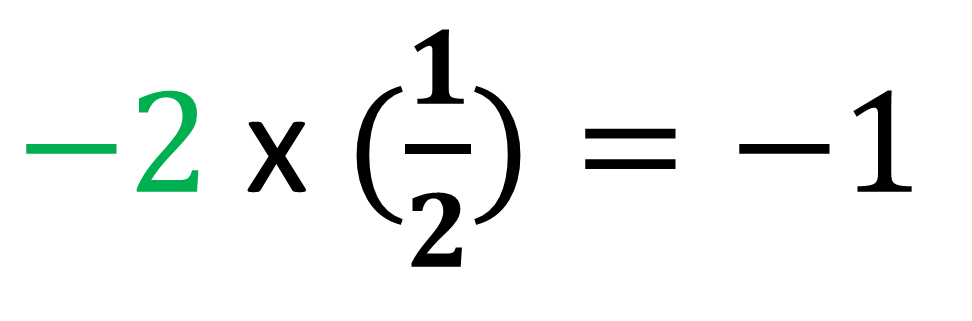 −2 x (1/2) = −1